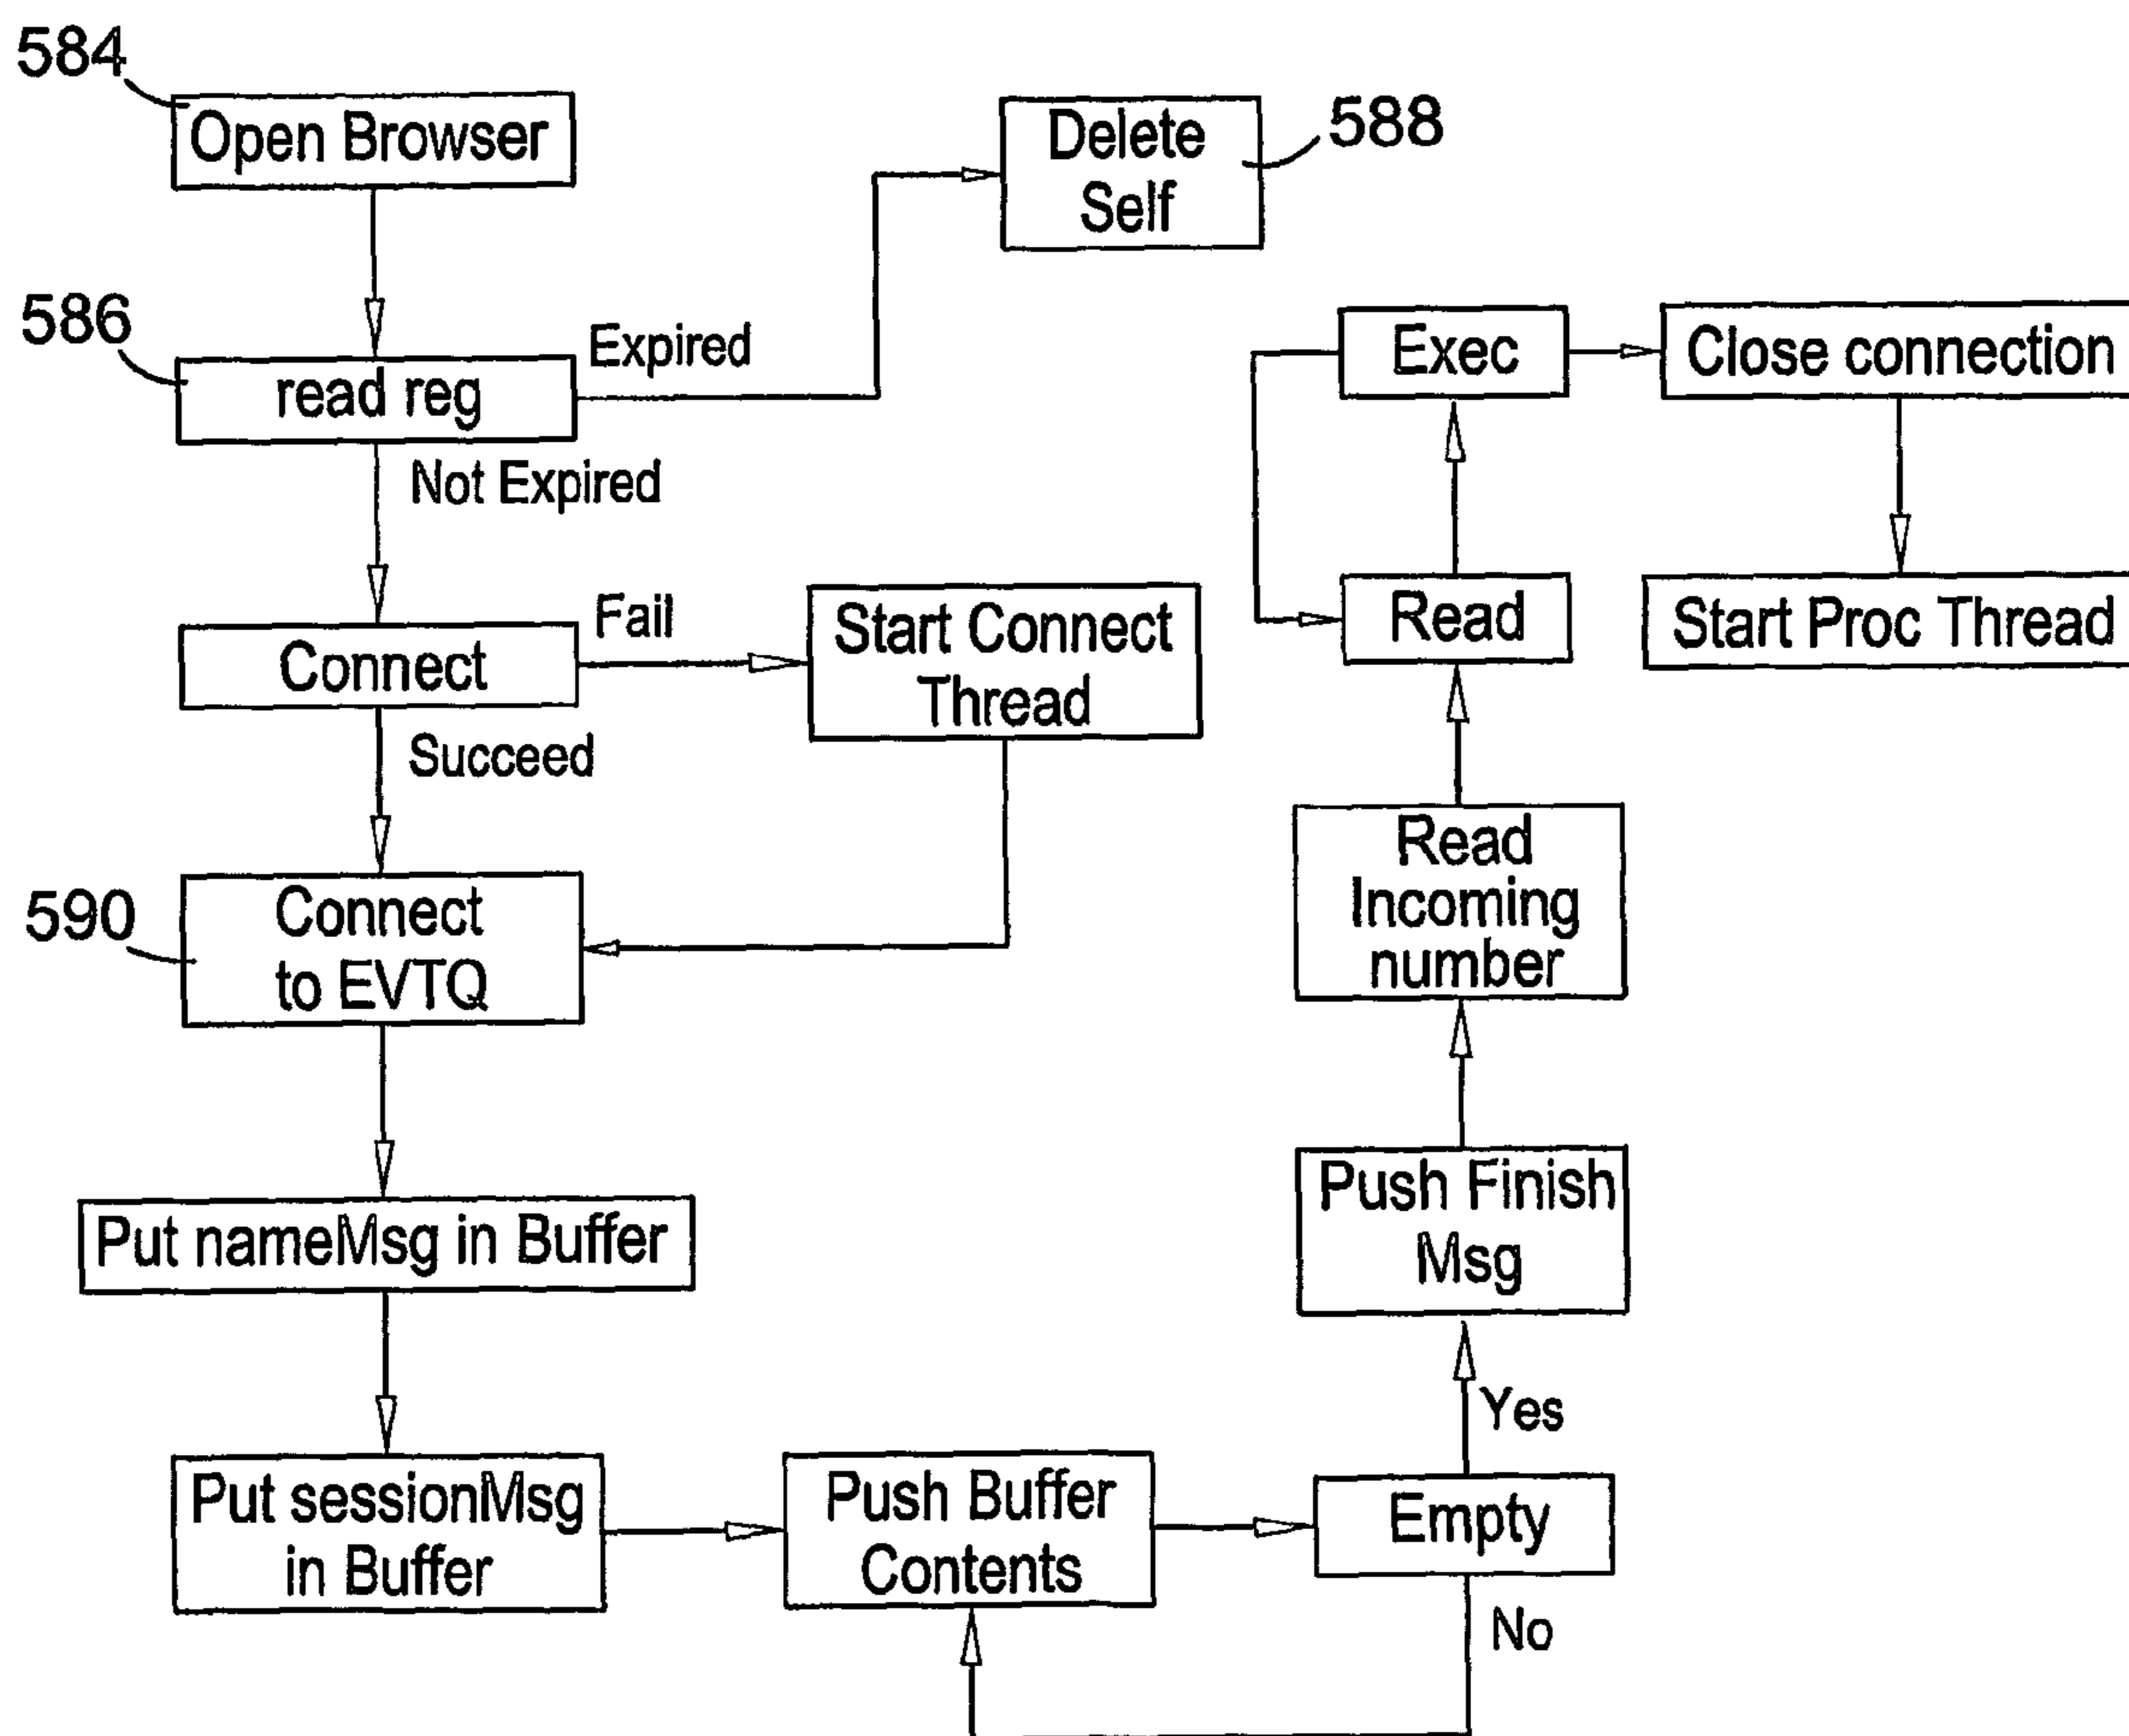 584
Open Browser
Delete
Self
588
586
read reg
Expired
Not Expired
Exec
Close connection
Connect
Fail
Start Connect
Thread
Read
Start Proc Thread
Succeed
590
Connect
to EVTQ
Read
Incoming
number
Put nameMsg in Buffer
Push Finish
Msg
Yes
Put sessionMsg
in Buffer
Push Buffer
Contents
Empty
No